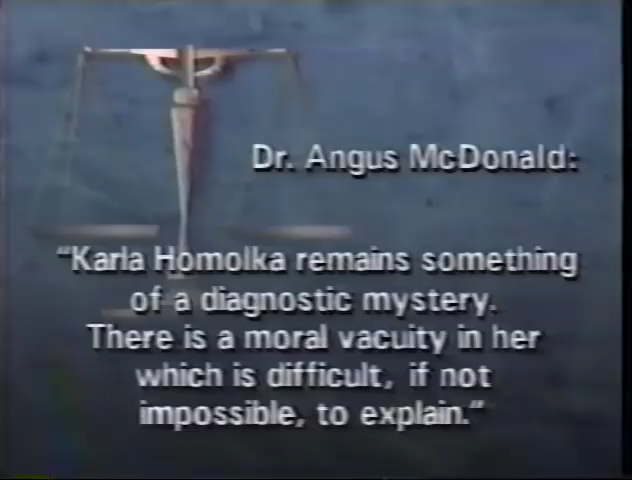 Dr. Angus McDonald:
"Karla Homolka remains something
of a diagnostic mystery.
There is a moral vacuity in her
which is difficult, if not
impossible, to explain."